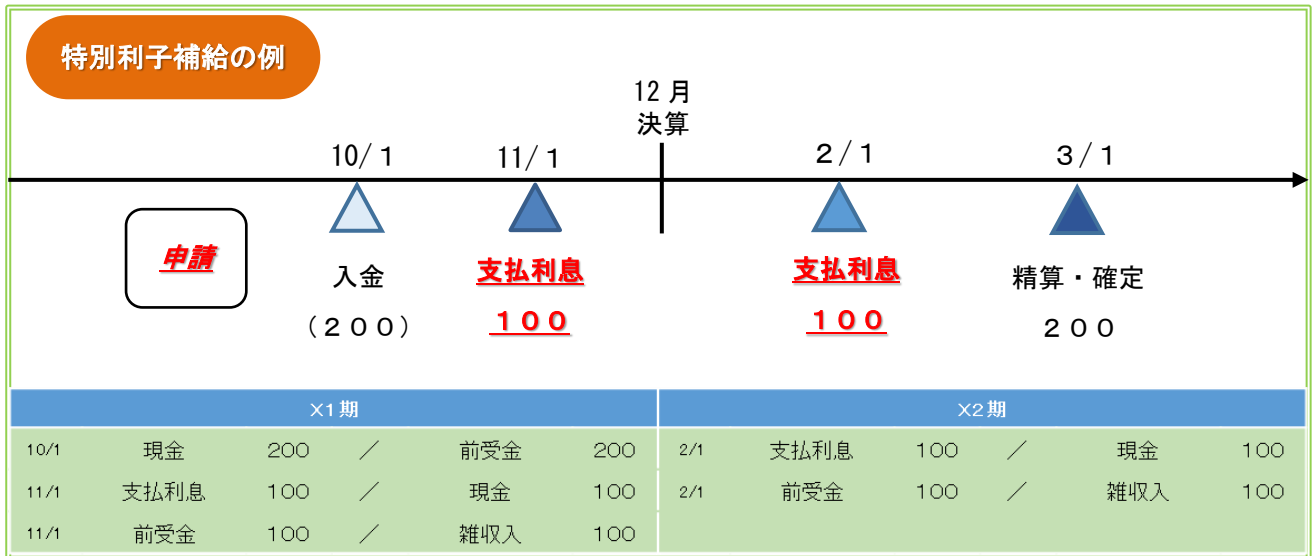 特別利子補給の例
12月
決算
10/1 11/1 2/1 3/1
申請
入金 支払利息 支払利息 精算・確定
(200) 100 100 200
X1期 X2期
10/1 現金 200 / 前受金 200 2/1 支払利息 100 / 現金 100
11/1 支払利息 100 / 現金 100 2/1 前受金 100 / 雑収入 100
11/1 前受金 100 / 雑収入 100